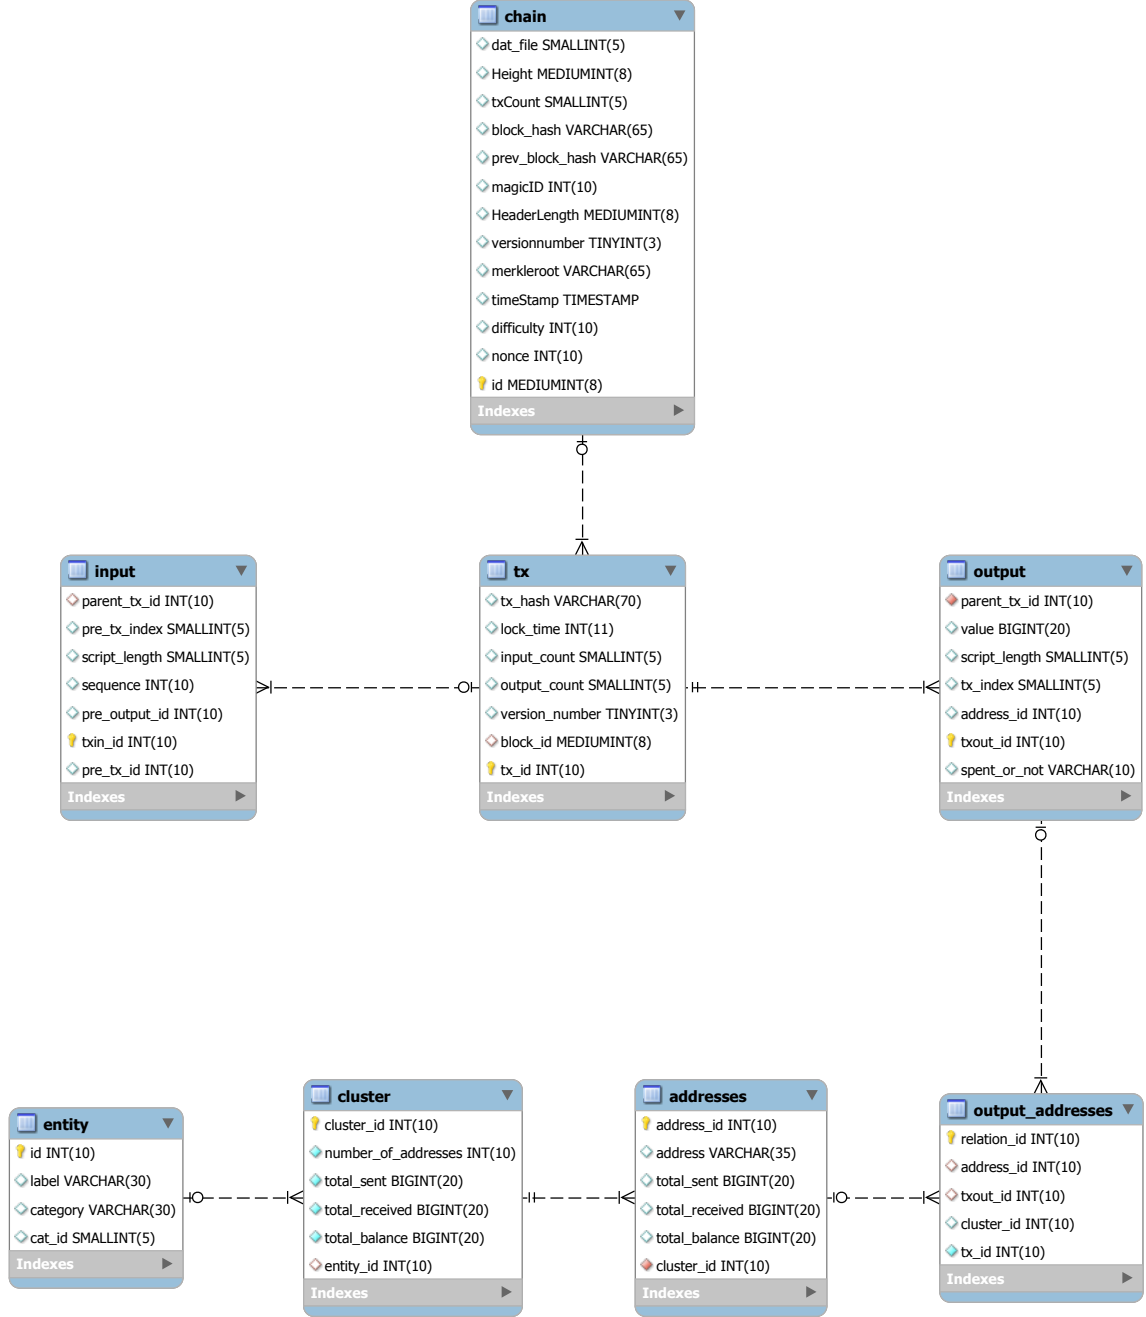 chain
dat_file SMALLINT(5)
Height MEDIUMINT(8)
txCount SMALLINT(5)
block_hash VARCHAR(65)
prev_block_hash VARCHAR(65)
magicID INT(10)
HeaderLength MEDIUMINT(8)
versionnumber TINYINT(3)
merkleroot VARCHAR(65)
timeStamp TIMESTAMP
difficulty INT(10)
nonce INT(10)
id MEDIUMINT(8)
Indexes
input
parent_tx_id INT(10)
pre_tx_index SMALLINT(5)
script_length SMALLINT(5)
sequence INT(10)
pre_output_id INT(10)
txin_id INT(10)
pre_tx_id INT(10)
Indexes
tx
tx_hash VARCHAR(70)
lock_time INT(11)
input_count SMALLINT(5)
output_count SMALLINT(5)
version_number TINYINT(3)
block_id MEDIUMINT(8)
tx_id INT(10)
Indexes
output
parent_tx_id INT(10)
value BIGINT(20)
script_length SMALLINT(5)
tx_index SMALLINT(5)
address_id INT(10)
txout_id INT(10)
spent_or_not VARCHAR(10)
Indexes
entity
id INT(10)
label VARCHAR(30)
category VARCHAR(30)
cat_id SMALLINT(5)
Indexes
cluster
cluster_id INT(10)
number_of_addresses INT(10)
total_sent BIGINT(20)
total_received BIGINT(20)
total_balance BIGINT(20)
entity_id INT(10)
Indexes
addresses
address_id INT(10)
address VARCHAR(35)
total_sent BIGINT(20)
total_received BIGINT(20)
total_balance BIGINT(20)
cluster_id INT(10)
Indexes
output_addresses
relation_id INT(10)
address_id INT(10)
txout_id INT(10)
cluster_id INT(10)
tx_id INT(10)
Indexes